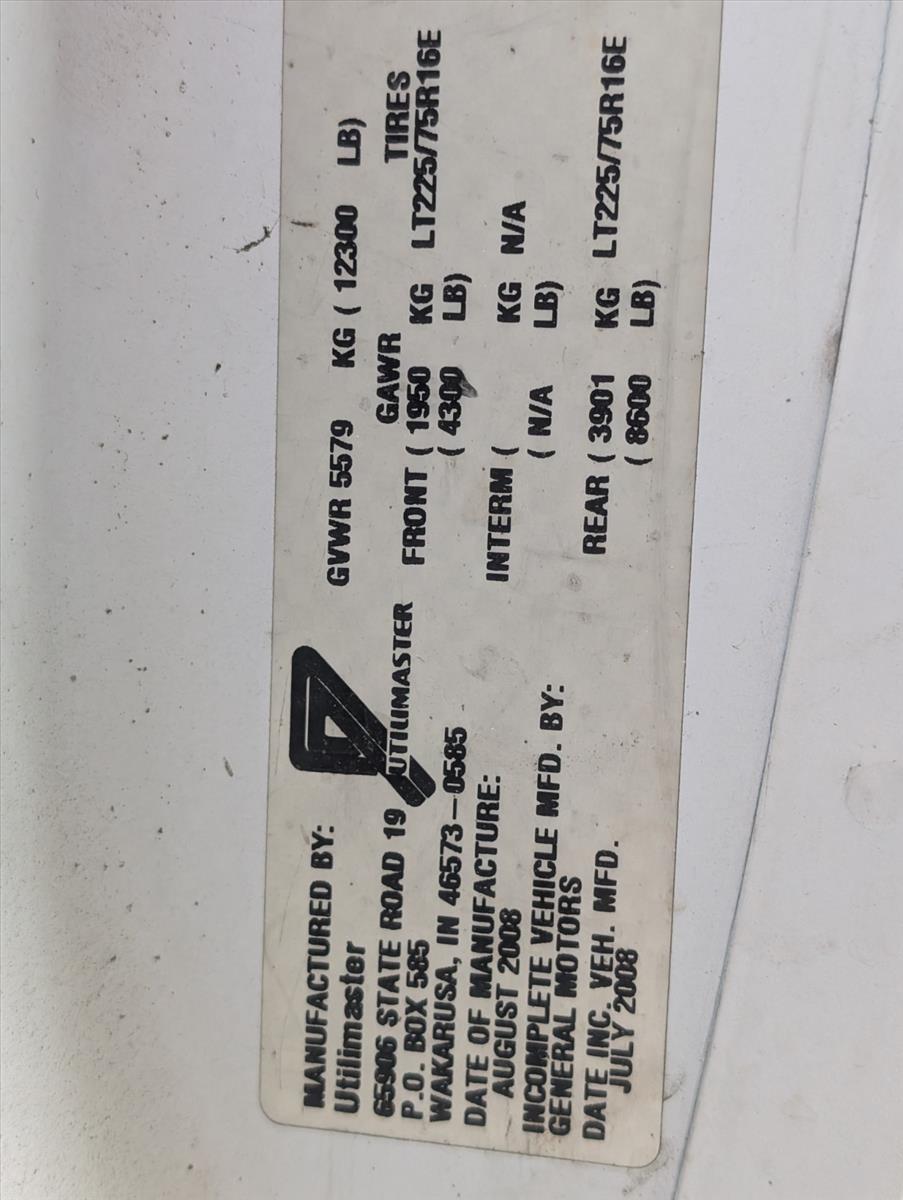 MANUFACTURED BY:
Utilimaster
65906 STATE ROAD 19
P.O. BOX 585
WAKARUSA, IN 46573-0585
DATE OF MANUFACTURE:
AUGUST 2008
INCOMPLETE VEHICLE MFD. BY:
GENERAL MOTORS
DATE INC. VEH. MFD.
JULY 2008
UTILIMASTER
GVWR 5579 KG ( 12300 LB)
GAWR TIRES
FRONT ( 1950 KG LT225/75R16E
( 4300 LB)
INTERM ( KG N/A
( N/A LB)
REAR ( 3901 KG LT225/75R16E
( 8600 LB)